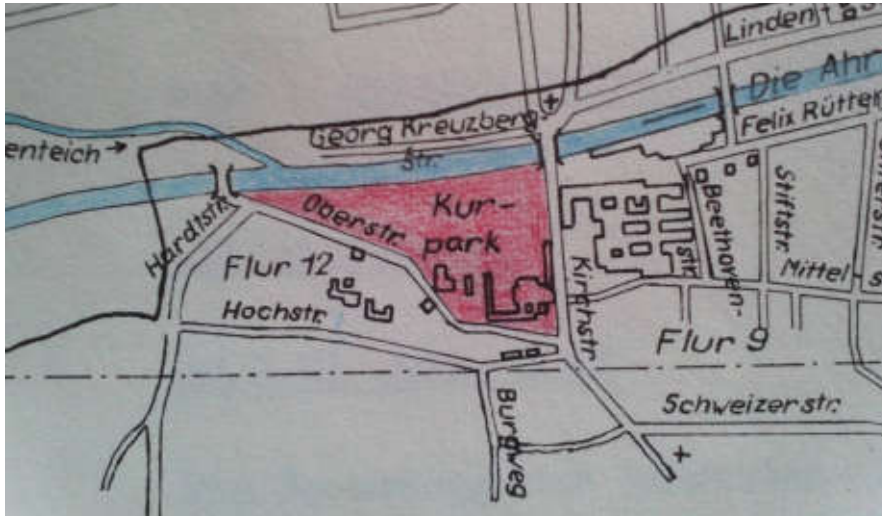 Linden
Die Ahr
Georg Kreuzberg
Str.
Felix Rütter
enteich →
Hardtstr.
Oberstr.
Kur-
park
Beethoven-
str.
Stiftstr.
Flur 12
Kirchstr.
Mittel
Hochstr.
Flur 9
Schweizerstr.
Burgweg